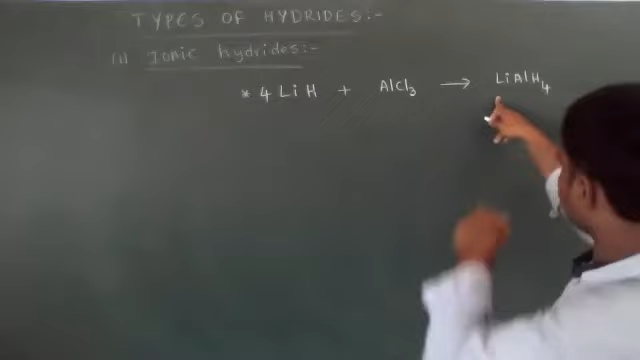 TYPES OF HYDRIDES:-
(i) Ionic hydrides:-
* 4 LiH + AlCl₃ → LiAlH₄